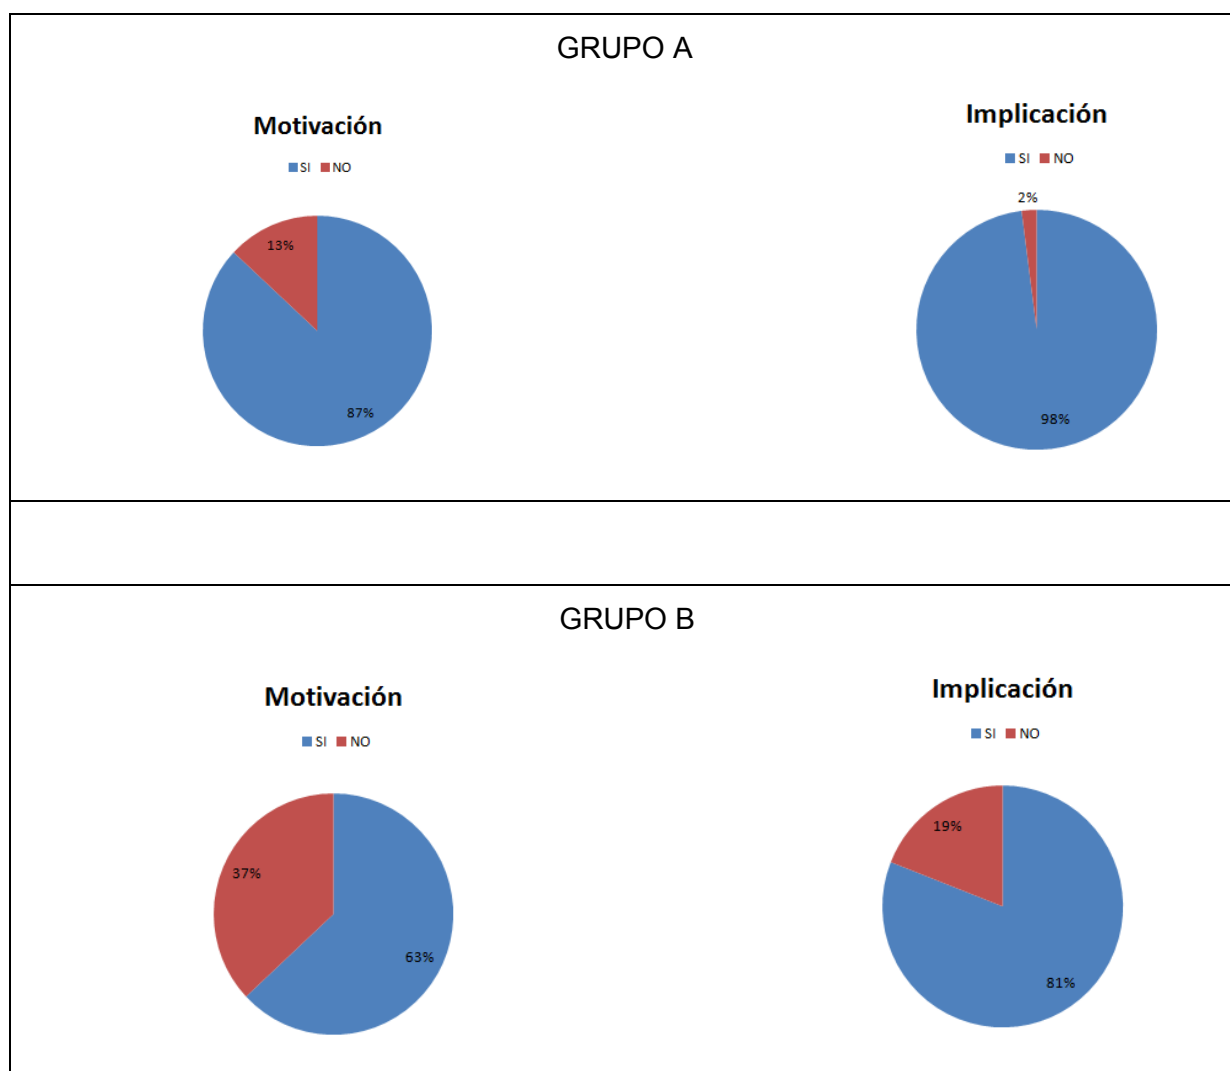 GRUPO A
Motivación
SI NO
13%
87%
Implicación
SI NO
2%
98%
GRUPO B
Motivación
SI NO
37%
63%
Implicación
SI NO
19%
81%